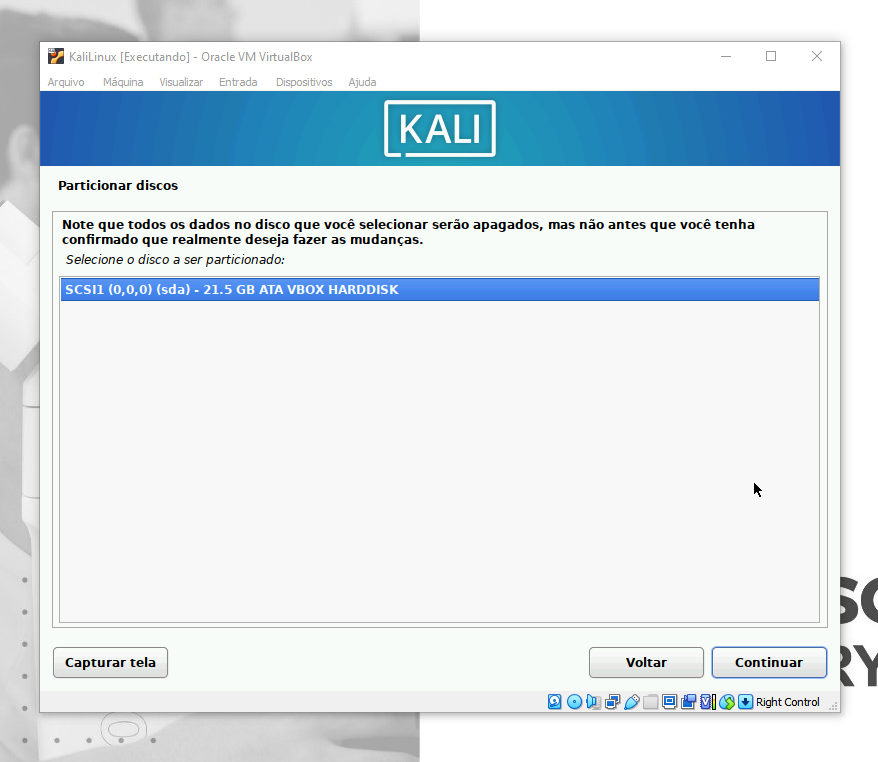 KaliLinux [Executando] - Oracle VM VirtualBox
Arquivo Máquina Visualizar Entrada Dispositivos Ajuda
KALI
Particionar discos
Note que todos os dados no disco que você selecionar serão apagados, mas não antes que você tenha
confirmado que realmente deseja fazer as mudanças.
Selecione o disco a ser particionado:
SCSI1 (0,0,0) (sda) - 21.5 GB ATA VBOX HARDDISK
Capturar tela Voltar Continuar
Right Control